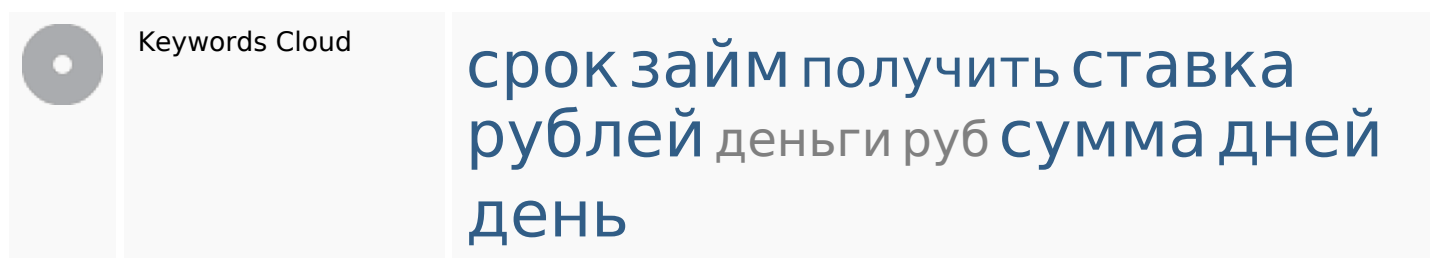 Keywords Cloud
срок займ получить ставка
рублей деньги руб сумма дней
день